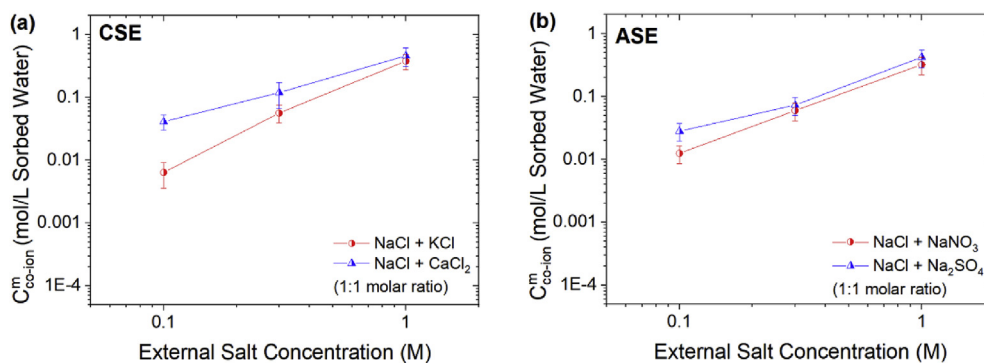 (a)
CSE
C^m_co-ion (mol/L Sorbed Water)
1
0.1
0.01
0.001
1E−4
NaCl + KCl
NaCl + CaCl₂
(1:1 molar ratio)
0.1
1
External Salt Concentration (M)
(b)
ASE
C^m_co-ion (mol/L Sorbed Water)
1
0.1
0.01
0.001
1E−4
NaCl + NaNO₃
NaCl + Na₂SO₄
(1:1 molar ratio)
0.1
1
External Salt Concentration (M)